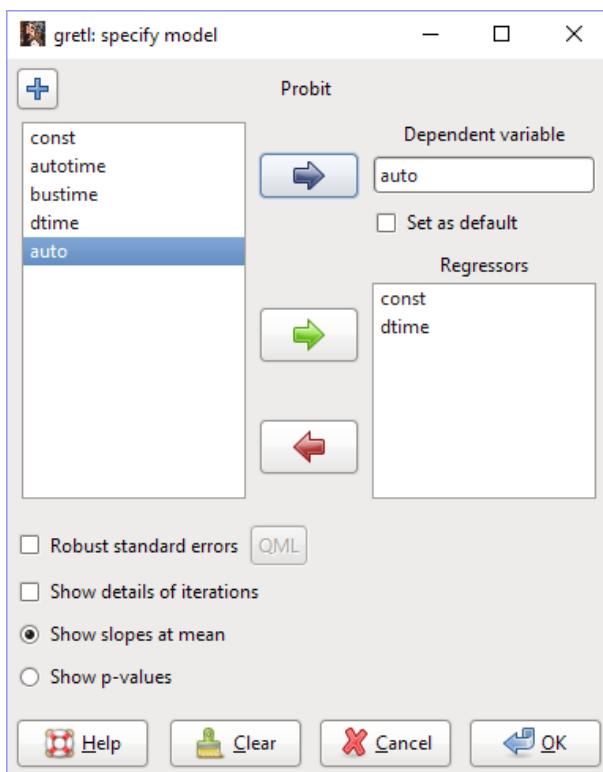 gretl: specify model
Probit
const
autotime
bustime
dtime
auto
Dependent variable
auto
Set as default
Regressors
const
dtime
Robust standard errors QML
Show details of iterations
Show slopes at mean
Show p-values
Help Clear Cancel OK